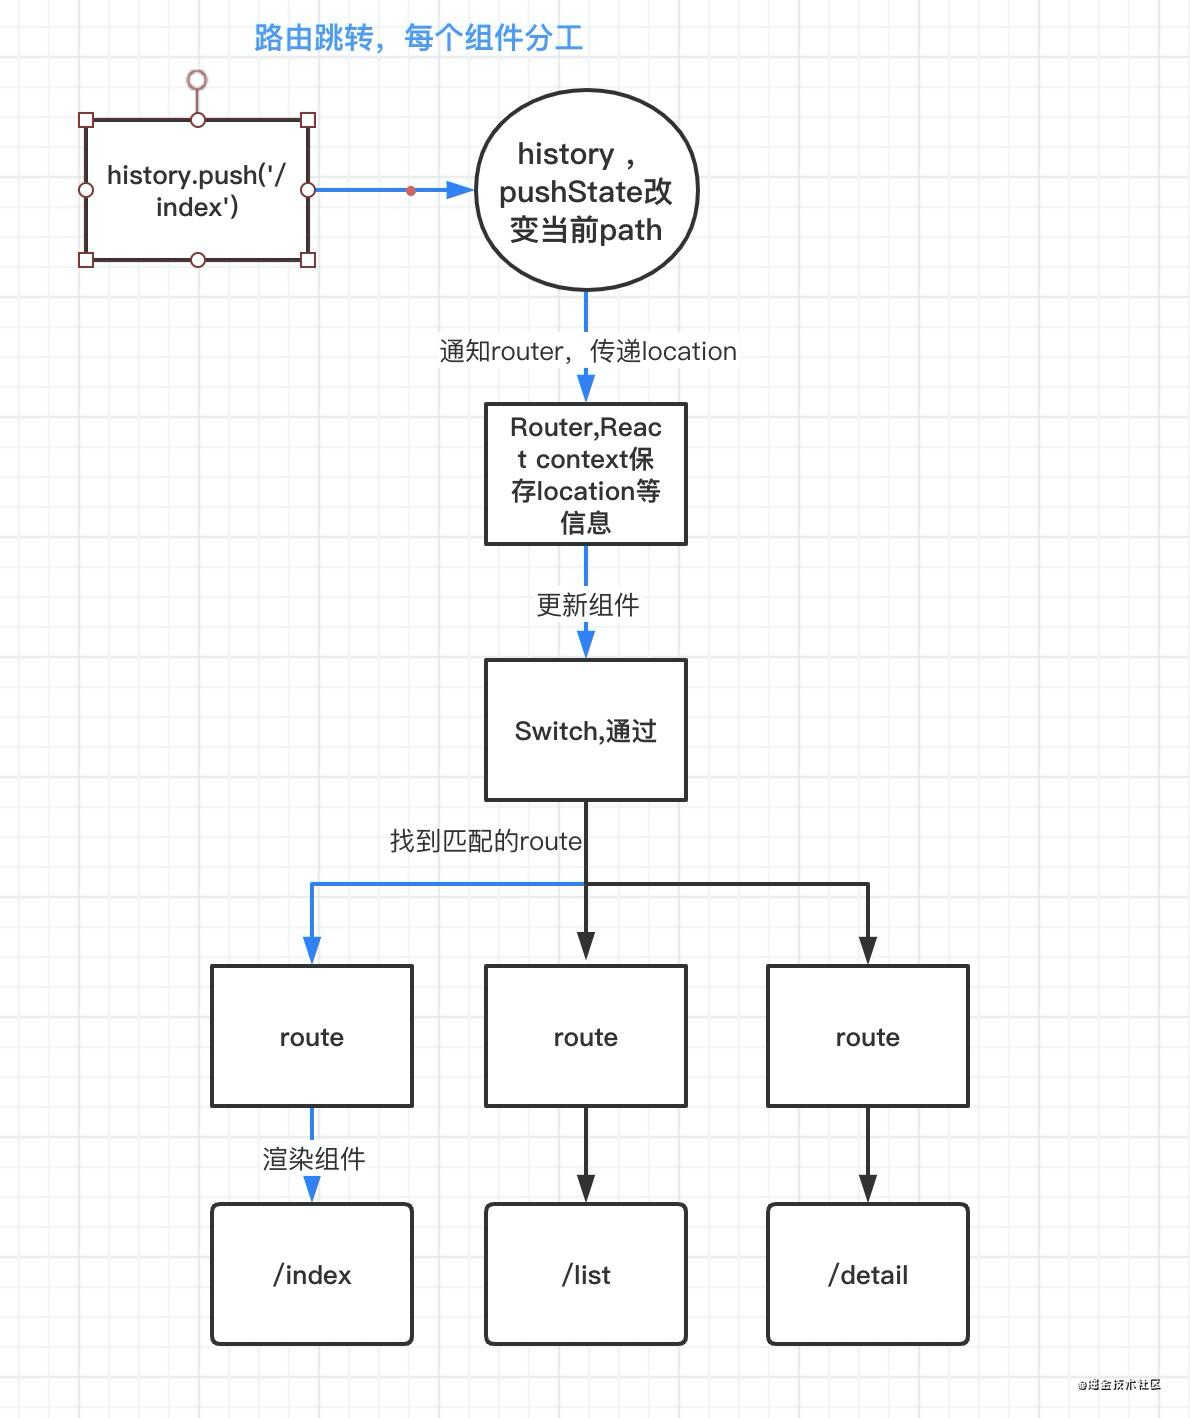 路由跳转，每个组件分工
history.push('/
index')
history，
pushState改
变当前path
通知router，传递location
Router,Reac
t context保
存location等
信息
更新组件
Switch,通过
找到匹配的route
route
route
route
渲染组件
/index
/list
/detail
@掘金技术社区